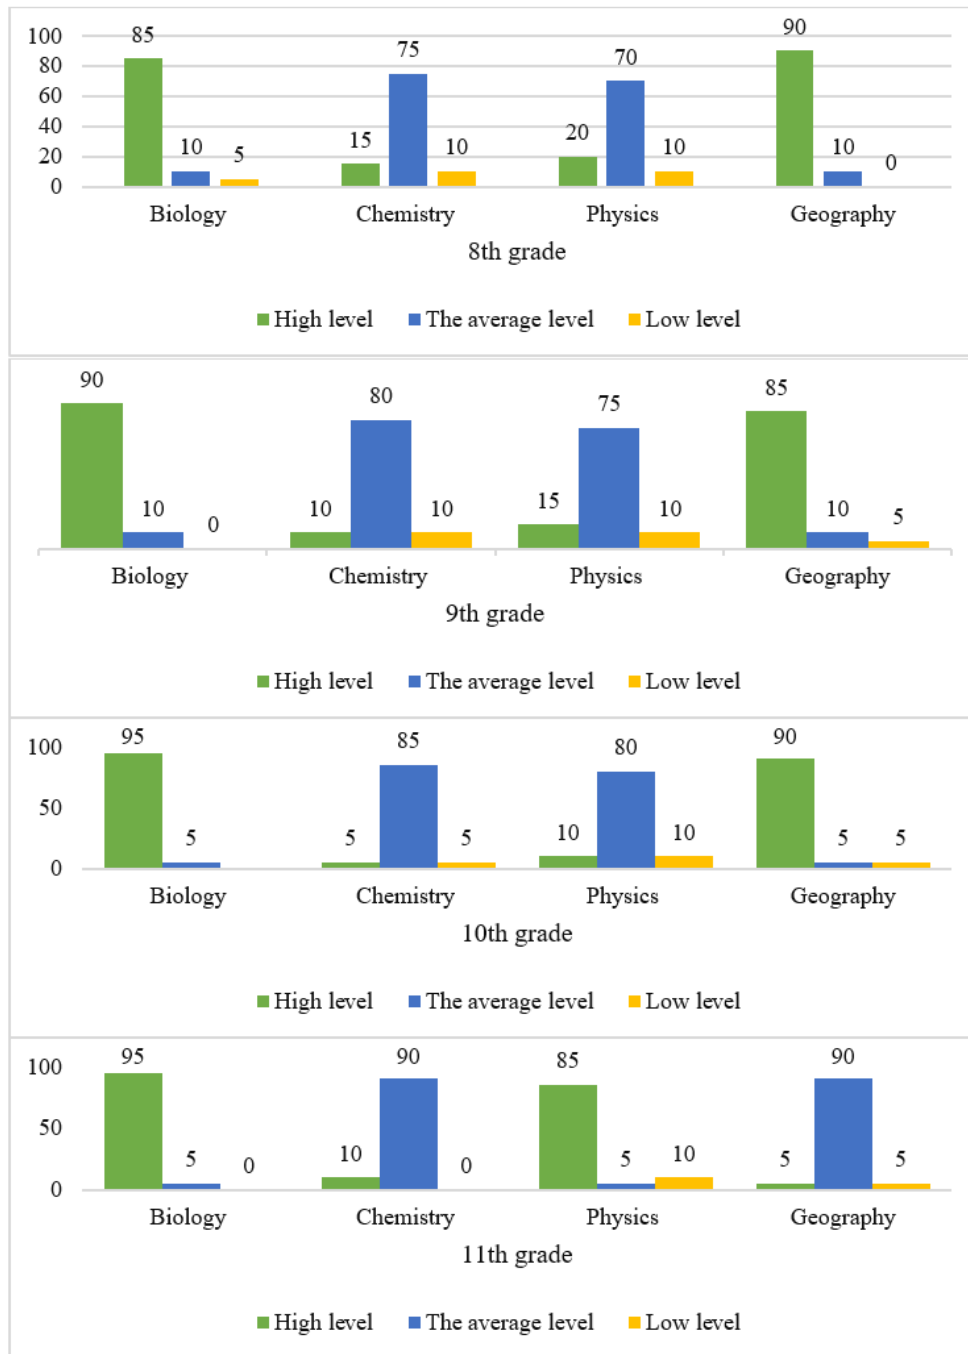 85 90
100 75 70
80
60
40 10 5 15 10 20 10 10 0
20
0
Biology Chemistry Physics Geography
8th grade
High level The average level Low level
90 80 75 85
10 0 10 10 15 10 10 5
Biology Chemistry Physics Geography
9th grade
High level The average level Low level
95 85 80 90
100
50 5 5 5 10 10 5 5
0
Biology Chemistry Physics Geography
10th grade
High level The average level Low level
95 90 85 90
100
50 5 0 10 0 5 10 5 5
0
Biology Chemistry Physics Geography
11th grade
High level The average level Low level